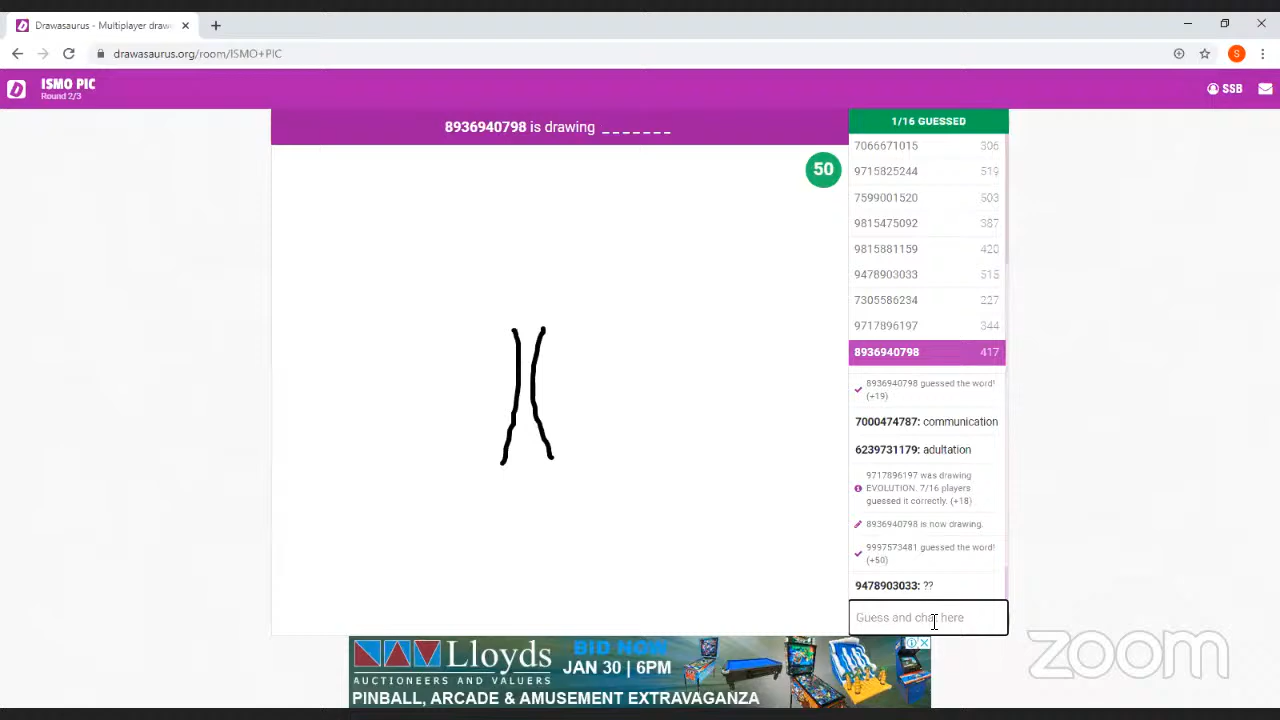 Drawasaurus - Multiplayer draw
drawasaurus.org/room/ISMO+PIC
S
ISMO PIC
Round 2/3
SSB
8936940798 is drawing _ _ _ _ _ _ _
50
1/16 GUESSED
7066671015 306
9715825244 519
7599001520 503
9815475092 387
9815881159 420
9478903033 515
7305586234 227
9717896197 344
8936940798 417
8936940798 guessed the word!
(+19)
7000474787: communication
6239731179: adultation
9717896197 was drawing
EVOLUTION. 7/16 players
guessed it correctly. (+18)
8936940798 is now drawing.
9997573481 guessed the word!
(+50)
9478903033: ??
Guess and chat here
Lloyds
AUCTIONEERS AND VALUERS
BID NOW
JAN 30 | 6PM
PINBALL, ARCADE & AMUSEMENT EXTRAVAGANZA
zoom